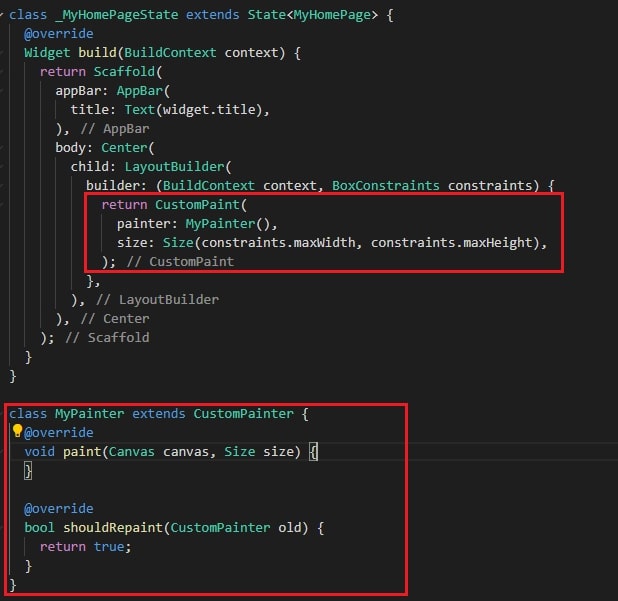 class _MyHomePageState extends State<MyHomePage> {
  @override
  Widget build(BuildContext context) {
    return Scaffold(
      appBar: AppBar(
        title: Text(widget.title),
      ), // AppBar
      body: Center(
        child: LayoutBuilder(
          builder: (BuildContext context, BoxConstraints constraints) {
            return CustomPaint(
              painter: MyPainter(),
              size: Size(constraints.maxWidth, constraints.maxHeight),
            ); // CustomPaint
          },
        ), // LayoutBuilder
      ), // Center
    ); // Scaffold
  }
}

class MyPainter extends CustomPainter {
  @override
  void paint(Canvas canvas, Size size) {
  }

  @override
  bool shouldRepaint(CustomPainter old) {
    return true;
  }
}